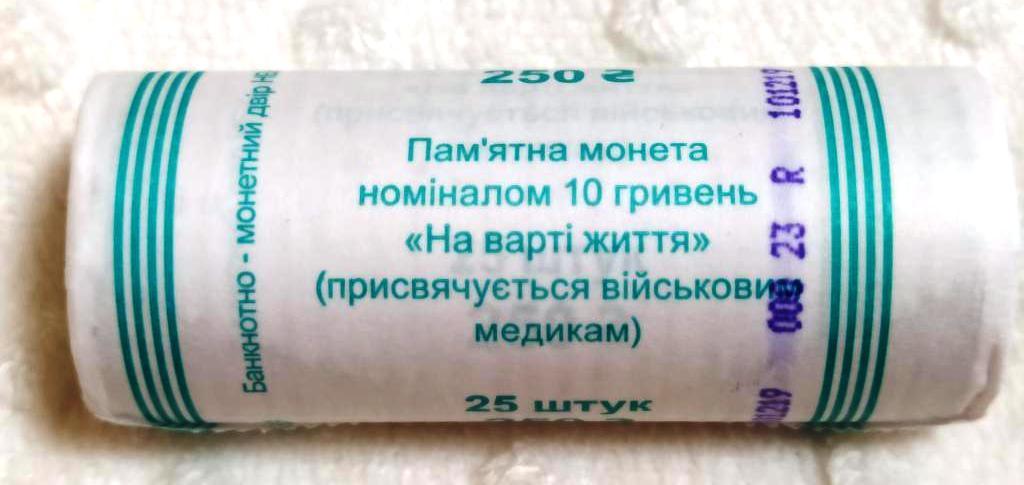 250 ₴
Пам'ятна монета
номіналом 10 гривень
«На варті життя»
(присвячується військовим
медикам)
25 штук
Банкнотно - монетний двір
101219
23 R